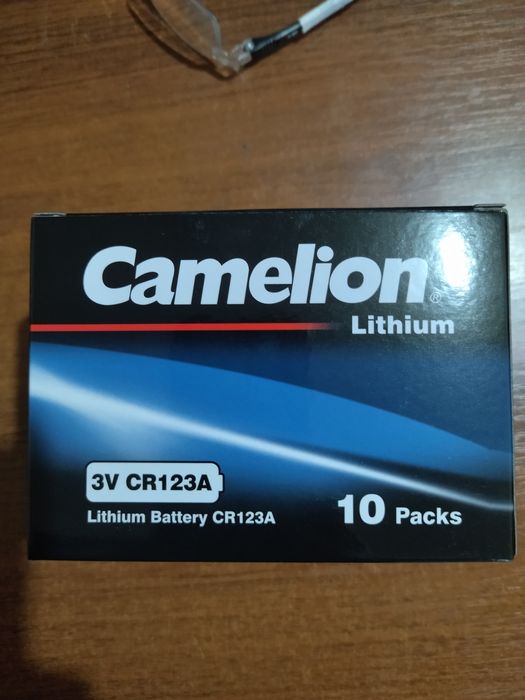 Camelion®
Lithium
3V CR123A
Lithium Battery CR123A
10 Packs